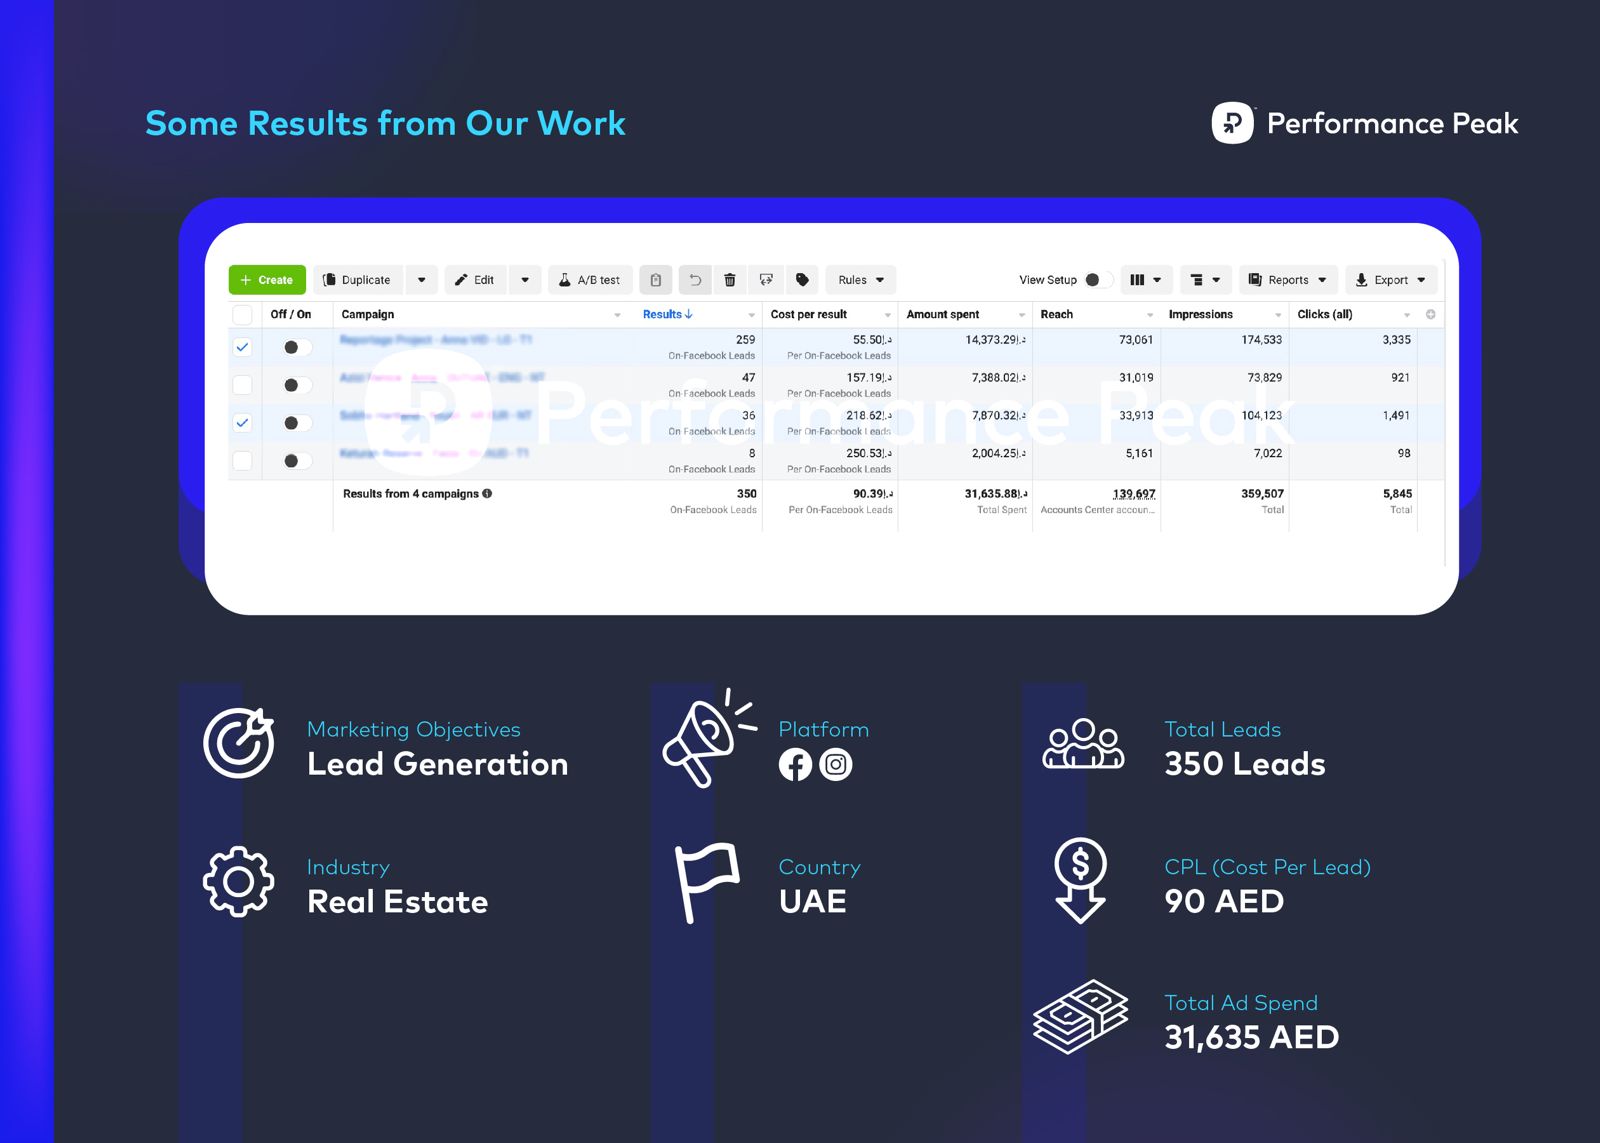 Some Results from Our Work
Performance Peak
+ Create
Duplicate
Edit
A/B test
Rules
View Setup
Reports
Export
Off / On
Campaign
Results ↓
Cost per result
Amount spent
Reach
Impressions
Clicks (all)
259
55.50د.إ.
14,373.29د.إ.
73,061
174,533
3,335
On-Facebook Leads
Per On-Facebook Leads
47
157.19د.إ.
7,388.02د.إ.
31,019
73,829
921
On-Facebook Leads
Per On-Facebook Leads
36
218.62د.إ.
7,870.32د.إ.
33,913
104,123
1,491
On-Facebook Leads
Per On-Facebook Leads
8
250.53د.إ.
2,004.25د.إ.
5,161
7,022
98
On-Facebook Leads
Per On-Facebook Leads
Performance Peak
Results from 4 campaigns
350
90.39د.إ.
31,635.88د.إ.
139,697
359,507
5,845
On-Facebook Leads
Per On-Facebook Leads
Total Spent
Accounts Center accoun...
Total
Total
Marketing Objectives
Lead Generation
Platform
Total Leads
350 Leads
Industry
Real Estate
Country
UAE
CPL (Cost Per Lead)
90 AED
Total Ad Spend
31,635 AED